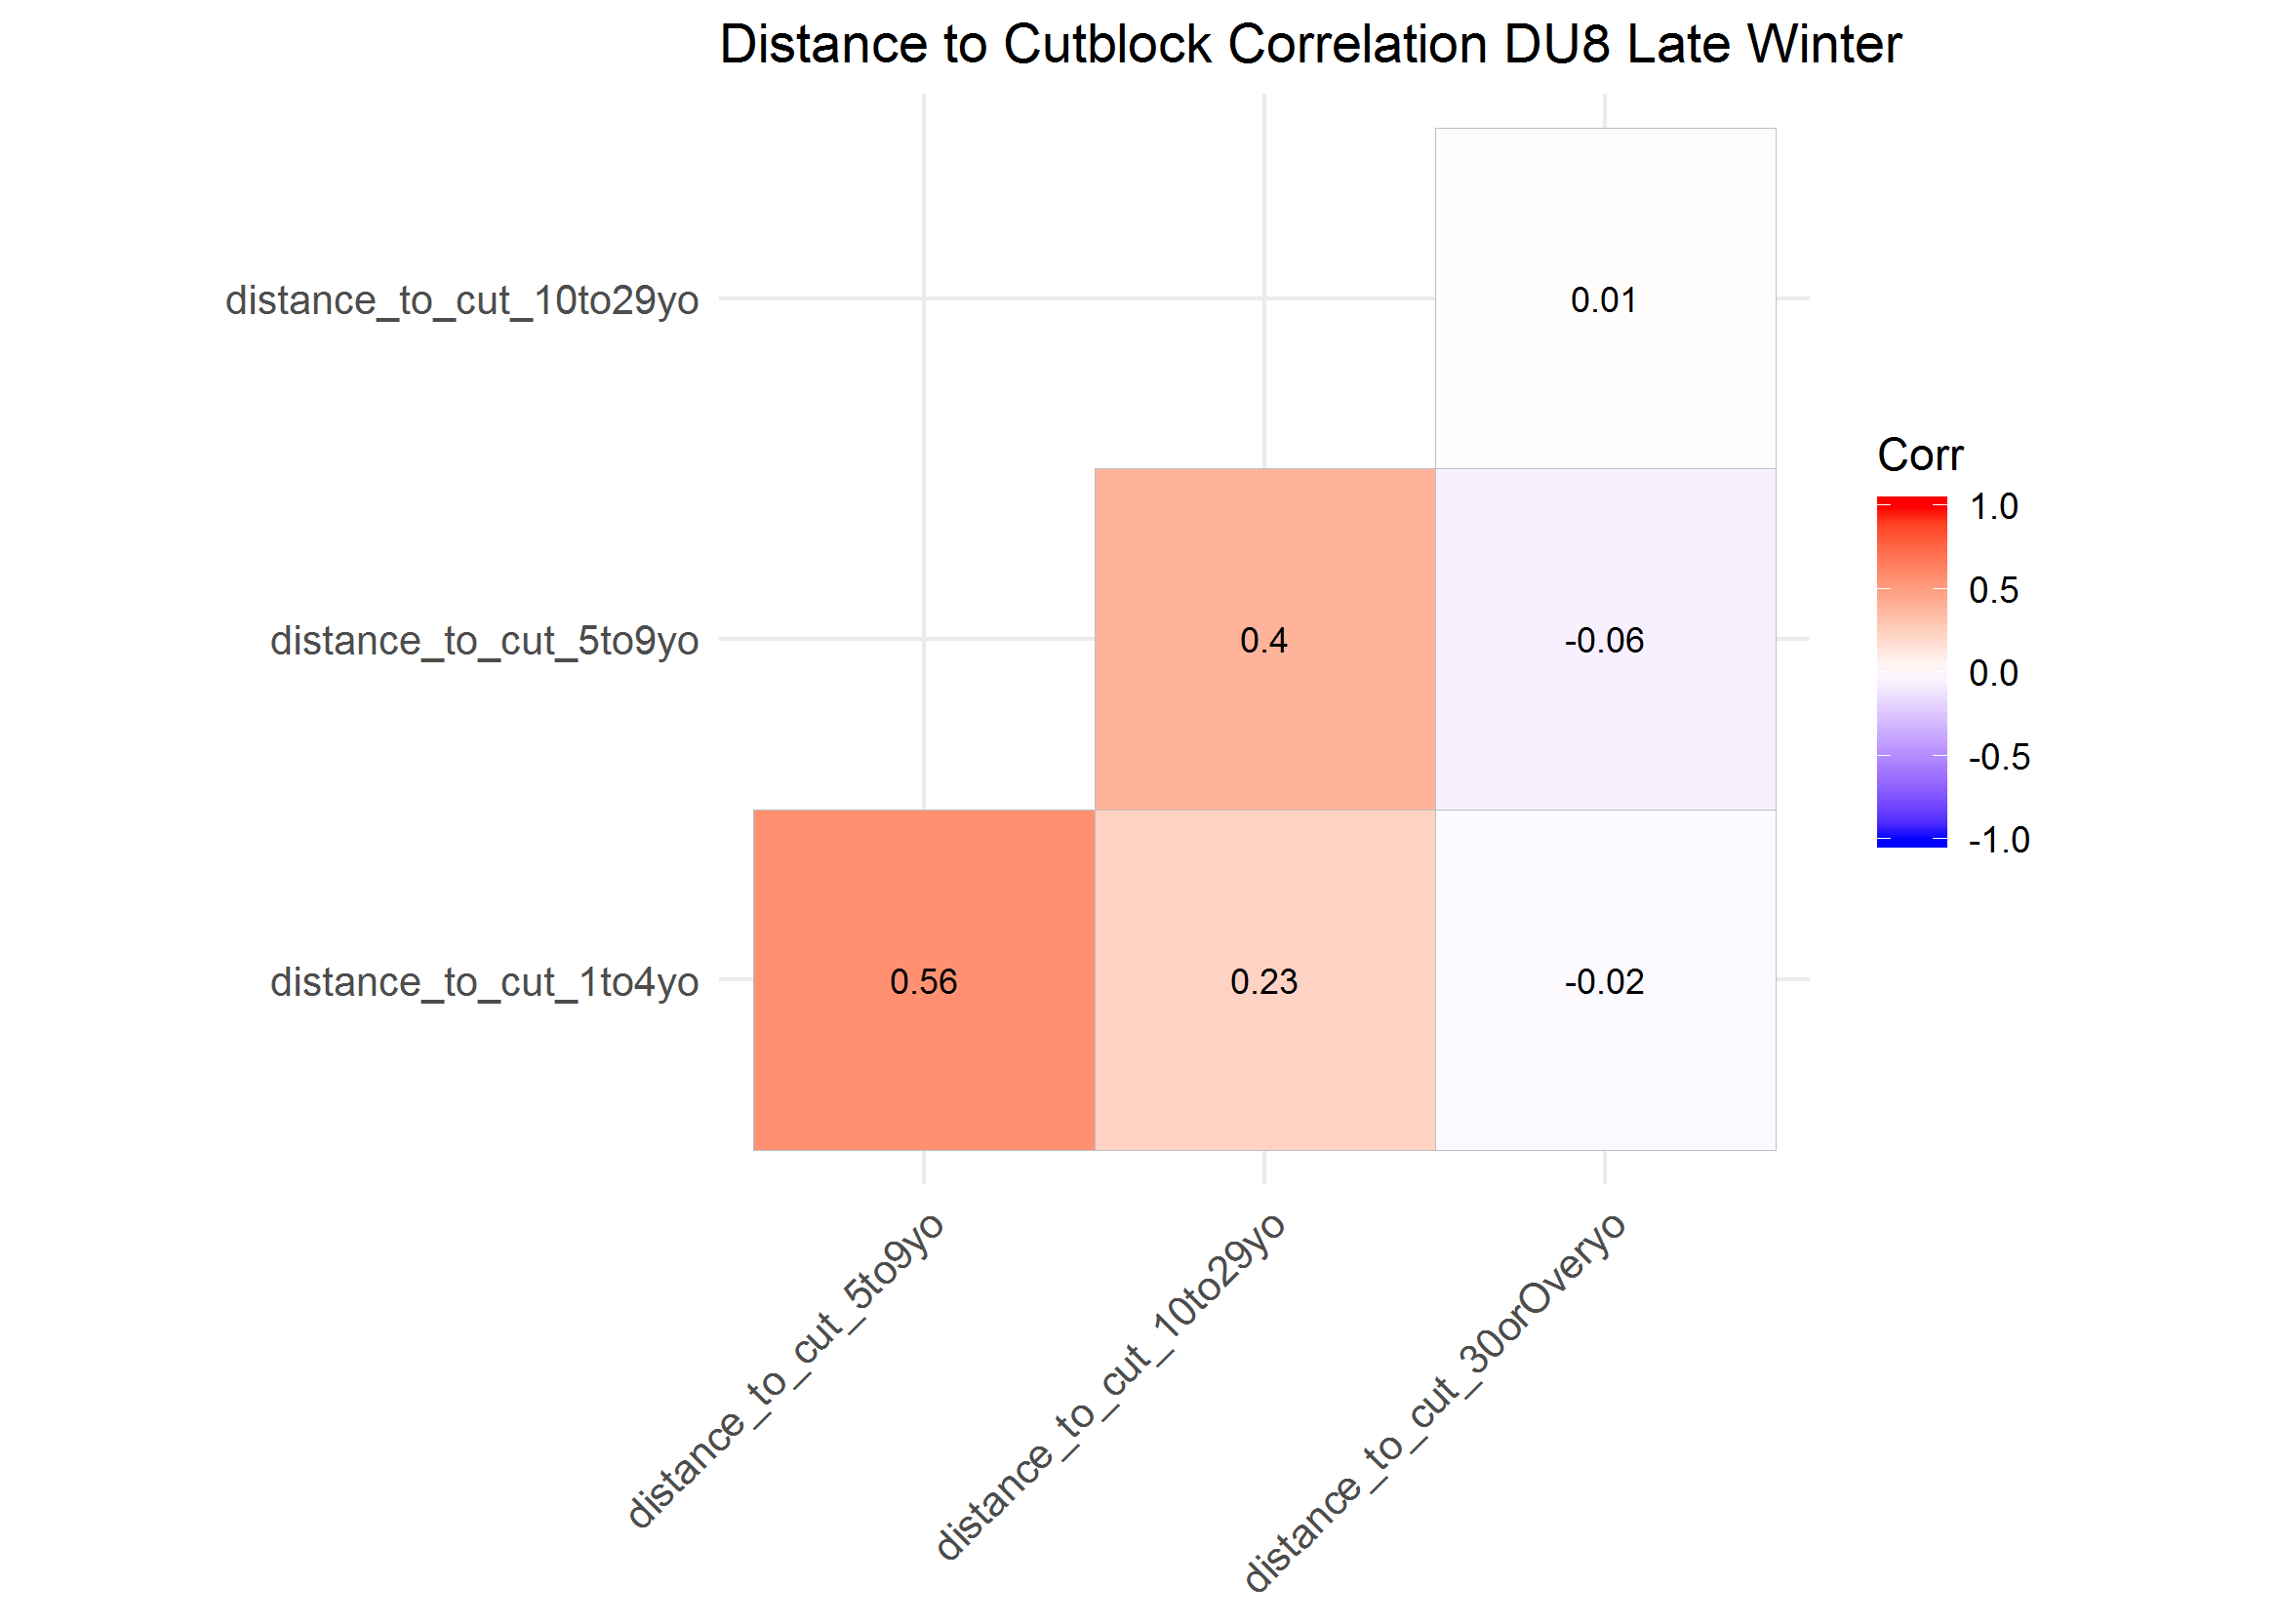 Distance to Cutblock Correlation DU8 Late Winter
distance_to_cut_10to29yo
0.01
distance_to_cut_5to9yo
0.4
-0.06
distance_to_cut_1to4yo
0.56
0.23
-0.02
distance_to_cut_5to9yo
distance_to_cut_10to29yo
distance_to_cut_30orOveryo
Corr
1.0
0.5
0.0
-0.5
-1.0